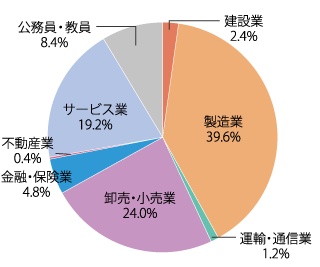 建設業
2.4%
製造業
39.6%
運輸・通信業
1.2%
卸売・小売業
24.0%
金融・保険業
4.8%
不動産業
0.4%
サービス業
19.2%
公務員・教員
8.4%